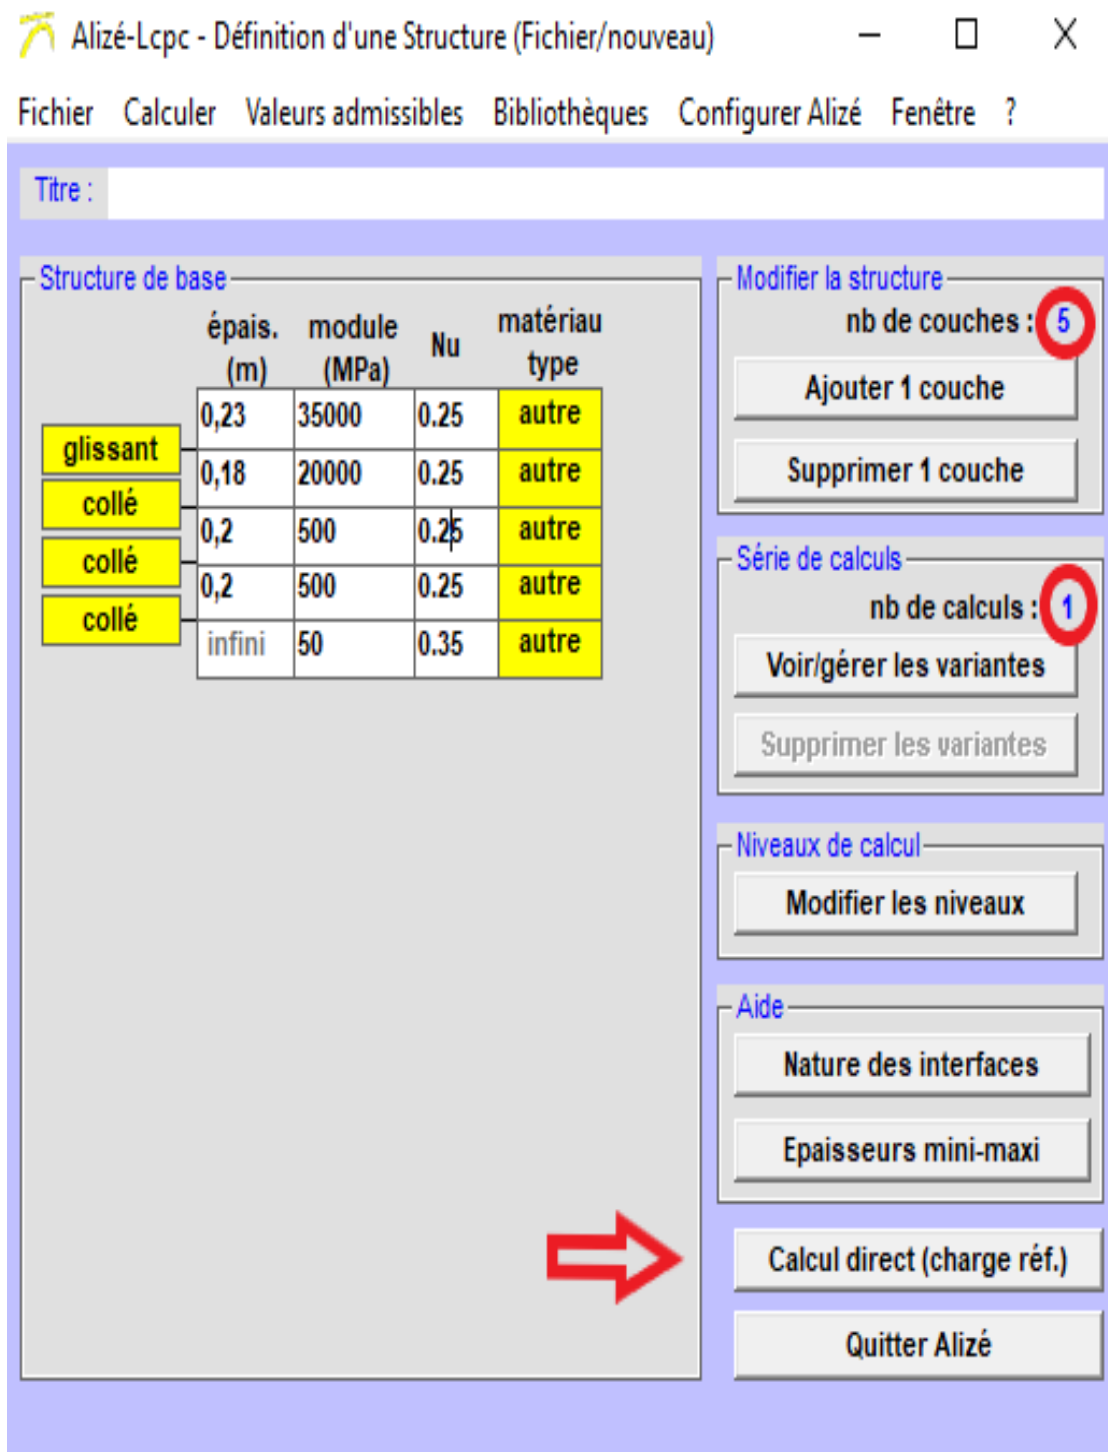 Alizé-Lcpc - Définition d'une Structure (Fichier/nouveau)
Fichier Calculer Valeurs admissibles Bibliothèques Configurer Alizé Fenêtre ?
Titre :
Structure de base
épais. (m) module (MPa) Nu matériau type
0,23 35000 0.25 autre
glissant
0,18 20000 0.25 autre
collé
0,2 500 0.25 autre
collé
0,2 500 0.25 autre
collé
infini 50 0.35 autre
Modifier la structure
nb de couches : 5
Ajouter 1 couche
Supprimer 1 couche
Série de calculs
nb de calculs : 1
Voir/gérer les variantes
Supprimer les variantes
Niveaux de calcul
Modifier les niveaux
Aide
Nature des interfaces
Epaisseurs mini-maxi
Calcul direct (charge réf.)
Quitter Alizé